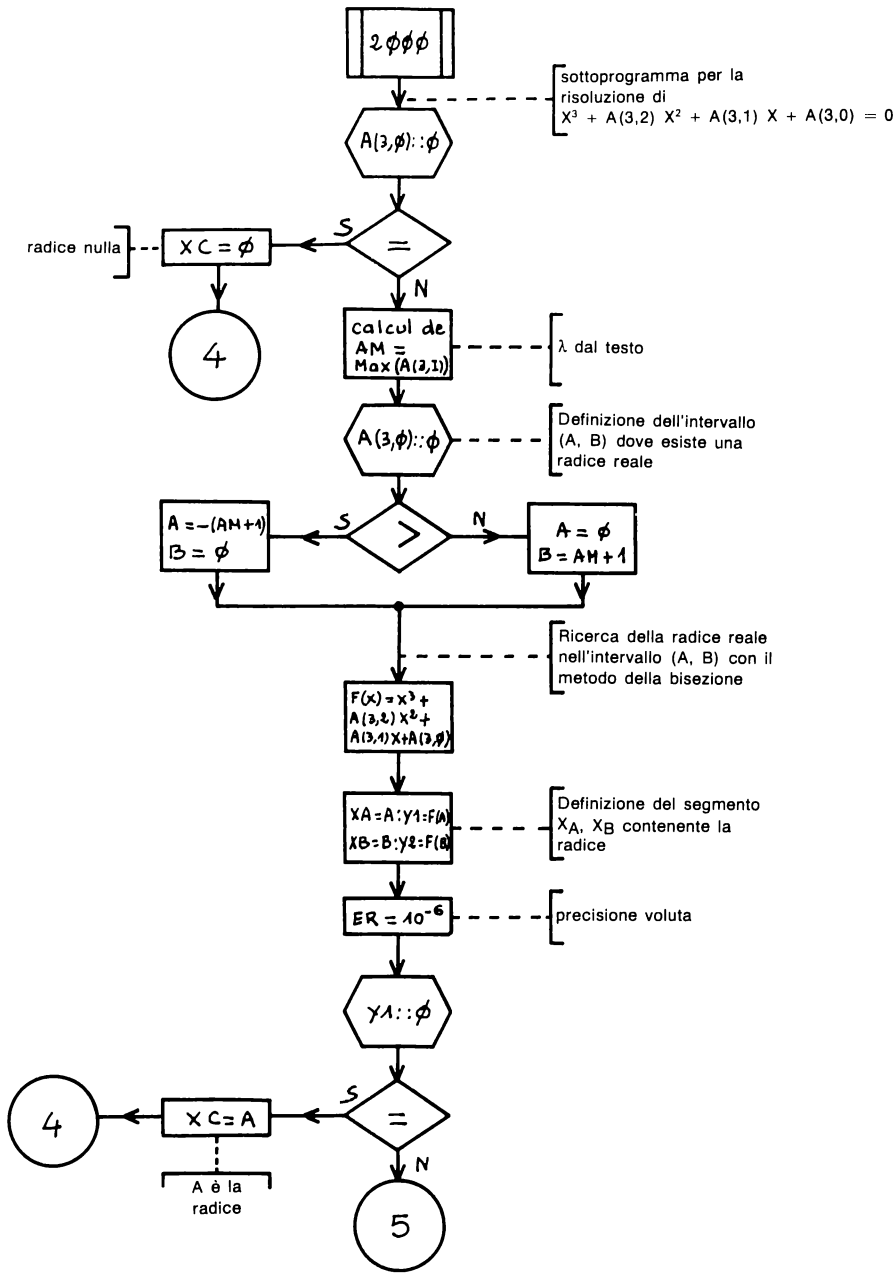 2φφφ
sottoprogramma per la
risoluzione di
X³ + A(3,2) X² + A(3,1) X + A(3,0) = 0
A(3,φ)::φ
S
=
radice nulla
XC = φ
N
4
calcul de
AM =
Max(A(3,I))
λ dal testo
A(3,φ)::φ
Definizione dell'intervallo
(A, B) dove esiste una
radice reale
A = -(AM+1)
B = φ
S
>
N
A = φ
B = AM + 1
Ricerca della radice reale
nell'intervallo (A, B) con il
metodo della bisezione
F(x) = x³ +
A(3,2) X² +
A(3,1) X + A(3,φ)
XA = A : Y1 = F(A)
XB = B : Y2 = F(B)
Definizione del segmento
XA, XB contenente la
radice
ER = 10⁻⁶
precisione voluta
Y1::φ
4
XC = A
S
=
A è la
radice
N
5